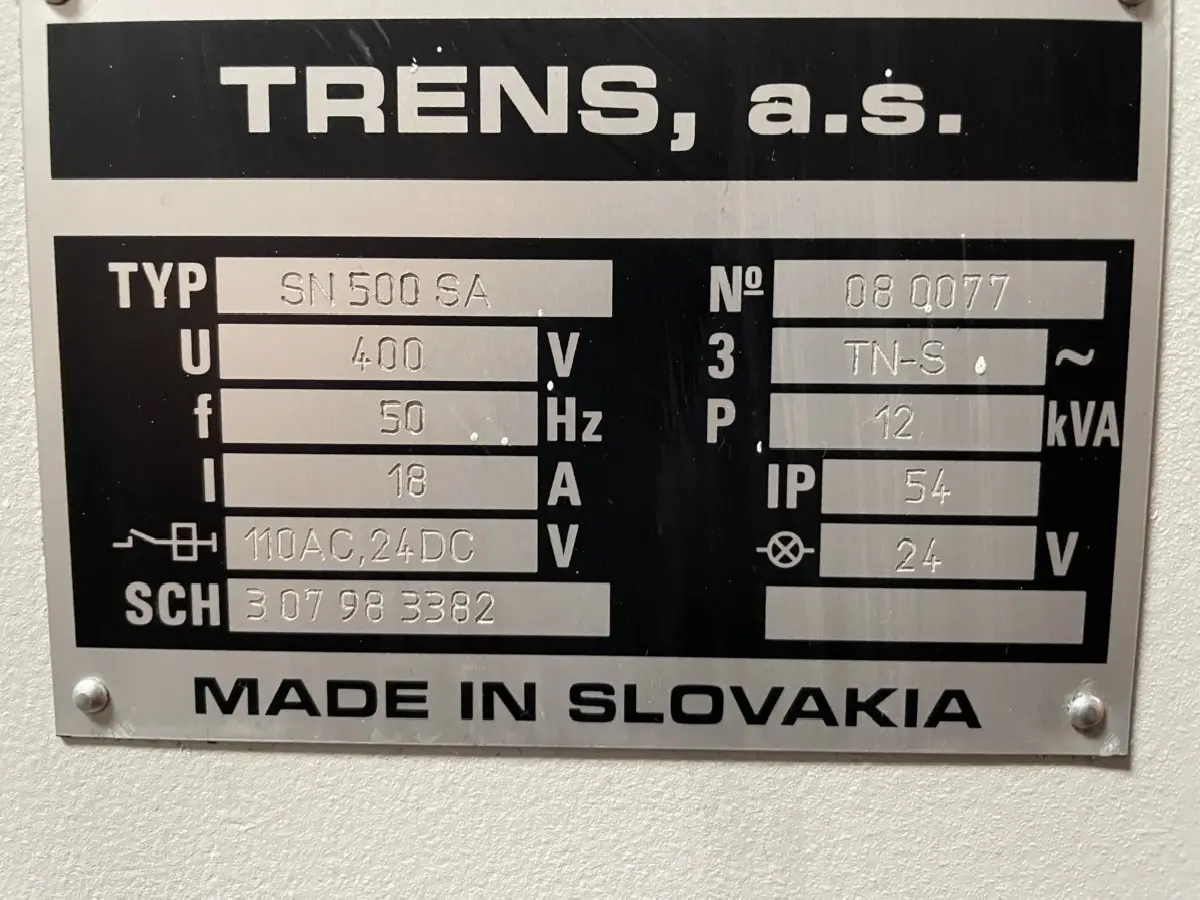 TRENS, a.s.
TYP SN 500 SA Nº 08 0077
U 400 V 3 TN-S ~
f 50 Hz P 12 kVA
I 18 A IP 54
110AC,24DC V 24 V
SCH 3 07 98 3382
MADE IN SLOVAKIA